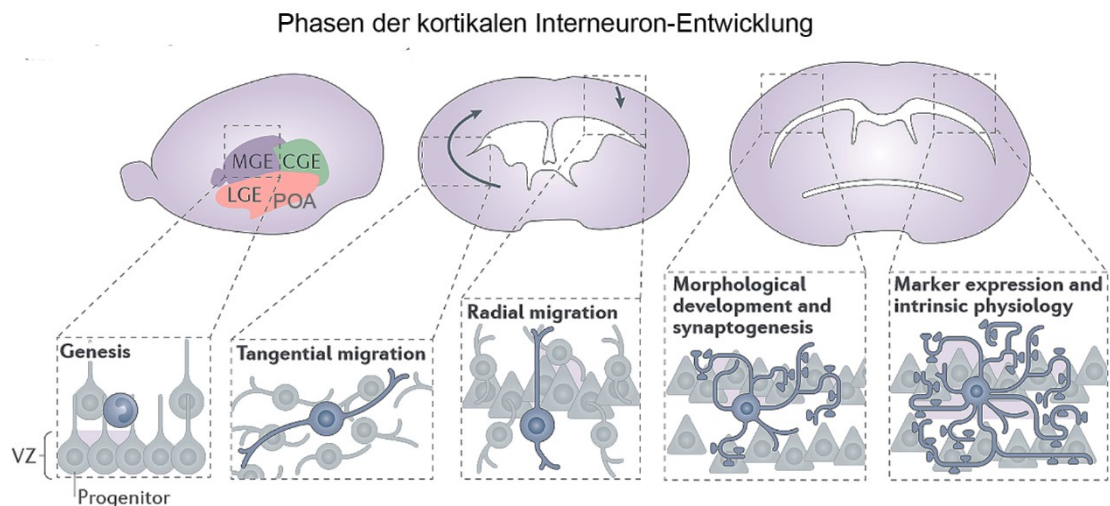 Phasen der kortikalen Interneuron-Entwicklung
MGE CGE
LGE POA
Genesis
Tangential migration
Radial migration
Morphological
development and
synaptogenesis
Marker expression and
intrinsic physiology
VZ
Progenitor